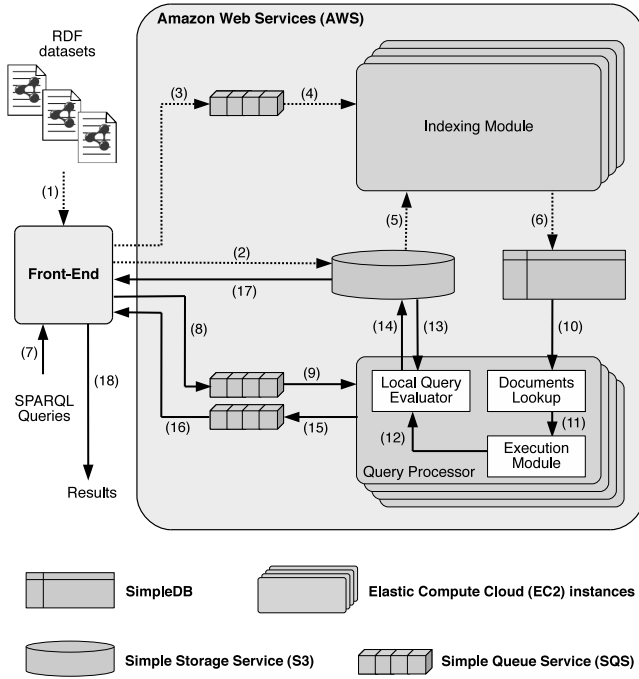 Amazon Web Services (AWS)
RDF
datasets
(3)
(4)
Indexing Module
(1)
(5)
(6)
(2)
Front-End
(17)
(8)
(14)
(13)
(10)
(7)
(18)
(9)
Local Query
Evaluator
Documents
Lookup
SPARQL
Queries
(16)
(15)
(12)
(11)
Execution
Module
Query Processor
Results
SimpleDB
Elastic Compute Cloud (EC2) instances
Simple Storage Service (S3)
Simple Queue Service (SQS)